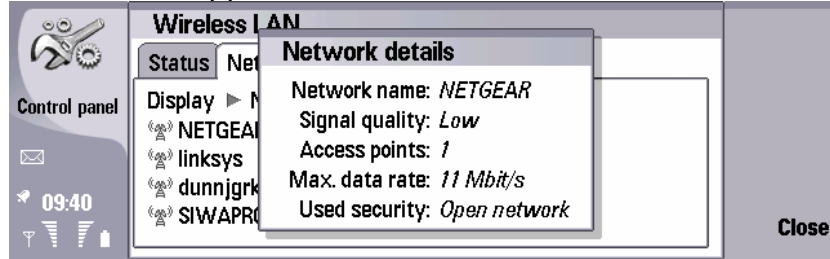 Wireless LAN
Network details
Status Net
Network name: NETGEAR
Control panel
Display
Signal quality: Low
NETGEAR
Access points: 1
linksys
Max. data rate: 11 Mbit/s
dunnjgrk
Used security: Open network
09:40
SIWAPRO
Close